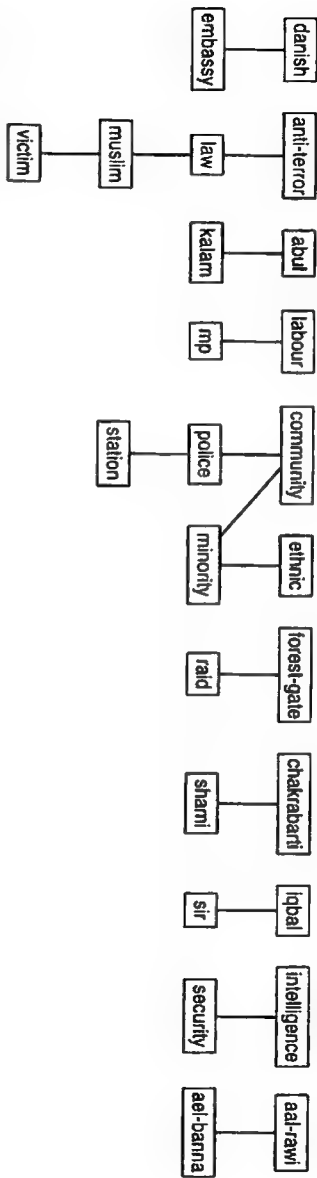 danish anti-terror abul labour community ethnic forest-gate chakrabarti iqbal intelligence aal-rawi
embassy law kalam mp police minority raid shami sir security ael-banna
muslim station
victim